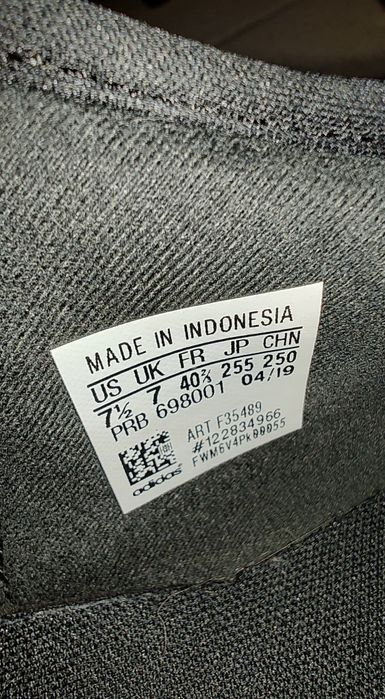 MADE IN INDONESIA
US UK FR JP CHN
7½ 7 40⅔ 255 250
PRB 698001 04/19
ART F35489
#122834966
FWM6V4PK00055
adidas